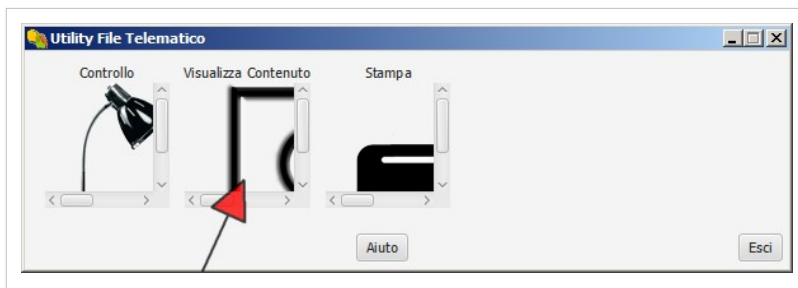 Utility File Telematico
Controllo Visualizza Contenuto Stampa
Aiuto Esci